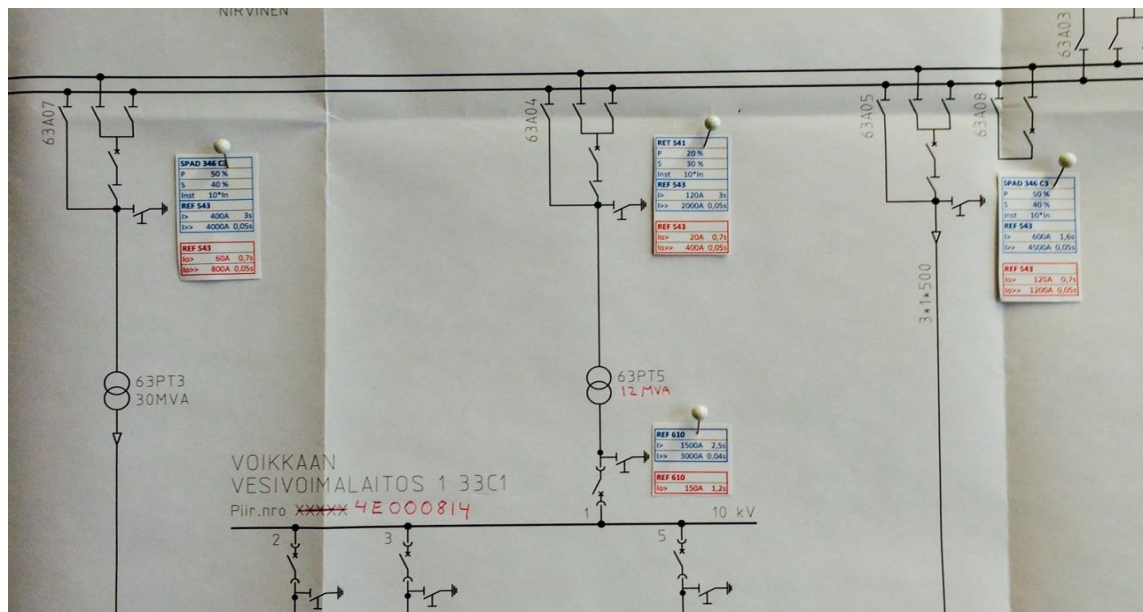 NIRVINEN
63A03
63A07
63A04
63A05
63A08
SPAD 346 C3
P 50 %
S 40 %
Inst 10*In
REF 543
I> 400A 3s
I>> 4000A 0,05s
REF 543
Io> 60A 0,7s
Io>> 800A 0,05s
RET 541
P 20 %
S 30 %
Inst 10*In
REF 543
I> 120A 3s
I>> 2000A 0,05s
REF 543
Io> 20A 0,7s
Io>> 400A 0,05s
SPAD 346 C3
P 50 %
S 40 %
Inst 10*In
REF 543
I> 600A 1,6s
I>> 4500A 0,05s
REF 543
Io> 120A 0,7s
Io>> 1200A 0,05s
3*1*500
63PT3
30MVA
63PT5
12 MVA
REF 610
I> 1500A 2,5s
I>> 3000A 0,04s
REF 610
Io> 150A 1,2s
VOIKKAAN
VESIVOIMALAITOS 1 33C1
Piir.nro XXXXX 4E000814
1
10 kV
2
3
5